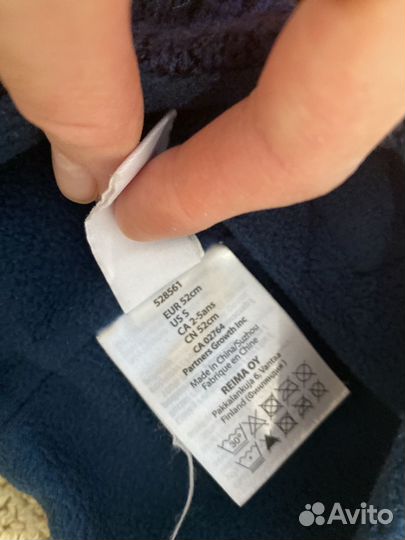 528561
EUR 52cm
US S
CA 2-5ans
CN 52cm
CA 02764
Partners Growth Inc
Made in China/Suzhou
Fabriqué en Chine
REIMA OY
Pakkalankuja 6, Vantaa
Finland (Финляндия)
30°
Avito